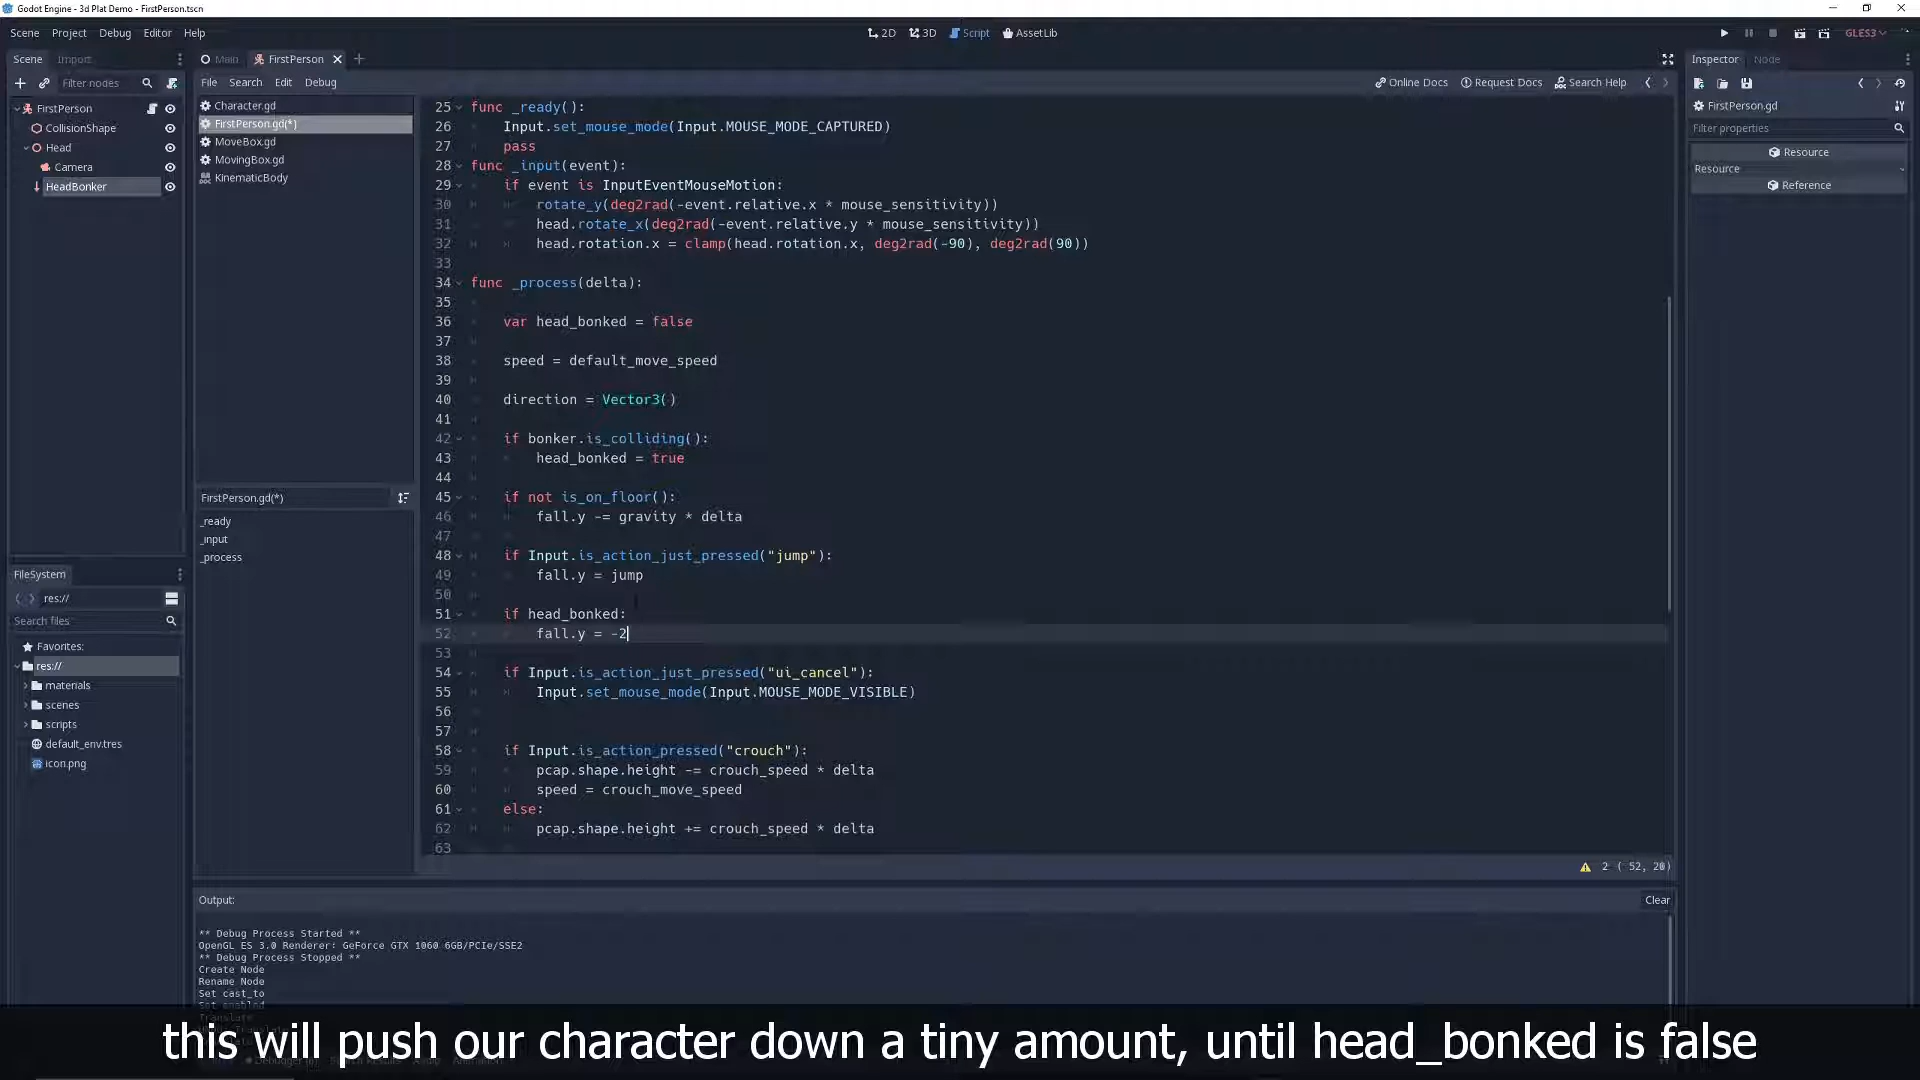 Godot Engine - 3d Plat Demo - FirstPerson.tscn
Scene Project Debug Editor Help
2D 3D Script AssetLib
GLES3
Scene Import
Filter nodes
FirstPerson
CollisionShape
Head
Camera
HeadBonker
FileSystem
res://
Search files
Favorites:
res://
materials
scenes
scripts
default_env.tres
icon.png
Main FirstPerson
File Search Edit Debug
Online Docs Request Docs Search Help
Character.gd
FirstPerson.gd(*)
MoveBox.gd
MovingBox.gd
KinematicBody
FirstPerson.gd(*)
_ready
_input
_process
25 func _ready():
26 Input.set_mouse_mode(Input.MOUSE_MODE_CAPTURED)
27 pass
28 func _input(event):
29 if event is InputEventMouseMotion:
30 rotate_y(deg2rad(-event.relative.x * mouse_sensitivity))
31 head.rotate_x(deg2rad(-event.relative.y * mouse_sensitivity))
32 head.rotation.x = clamp(head.rotation.x, deg2rad(-90), deg2rad(90))
33
34 func _process(delta):
35
36 var head_bonked = false
37
38 speed = default_move_speed
39
40 direction = Vector3()
41
42 if bonker.is_colliding():
43 head_bonked = true
44
45 if not is_on_floor():
46 fall.y -= gravity * delta
47
48 if Input.is_action_just_pressed("jump"):
49 fall.y = jump
50
51 if head_bonked:
52 fall.y = -2
53
54 if Input.is_action_just_pressed("ui_cancel"):
55 Input.set_mouse_mode(Input.MOUSE_MODE_VISIBLE)
56
57
58 if Input.is_action_pressed("crouch"):
59 pcap.shape.height -= crouch_speed * delta
60 speed = crouch_move_speed
61 else:
62 pcap.shape.height += crouch_speed * delta
63
2 ( 52, 20)
Output: Clear
** Debug Process Started **
OpenGL ES 3.0 Renderer: GeForce GTX 1060 6GB/PCIe/SSE2
** Debug Process Stopped **
Create Node
Rename Node
Set cast_to
Set enabled
Translate
Inspector Node
FirstPerson.gd
Filter properties
Resource
Resource
Reference
this will push our character down a tiny amount, until head_bonked is false